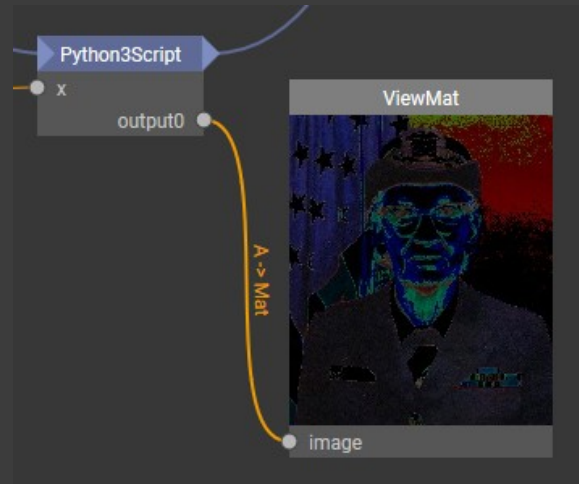 Python3Script
x
output0
ViewMat
A -> Mat
image